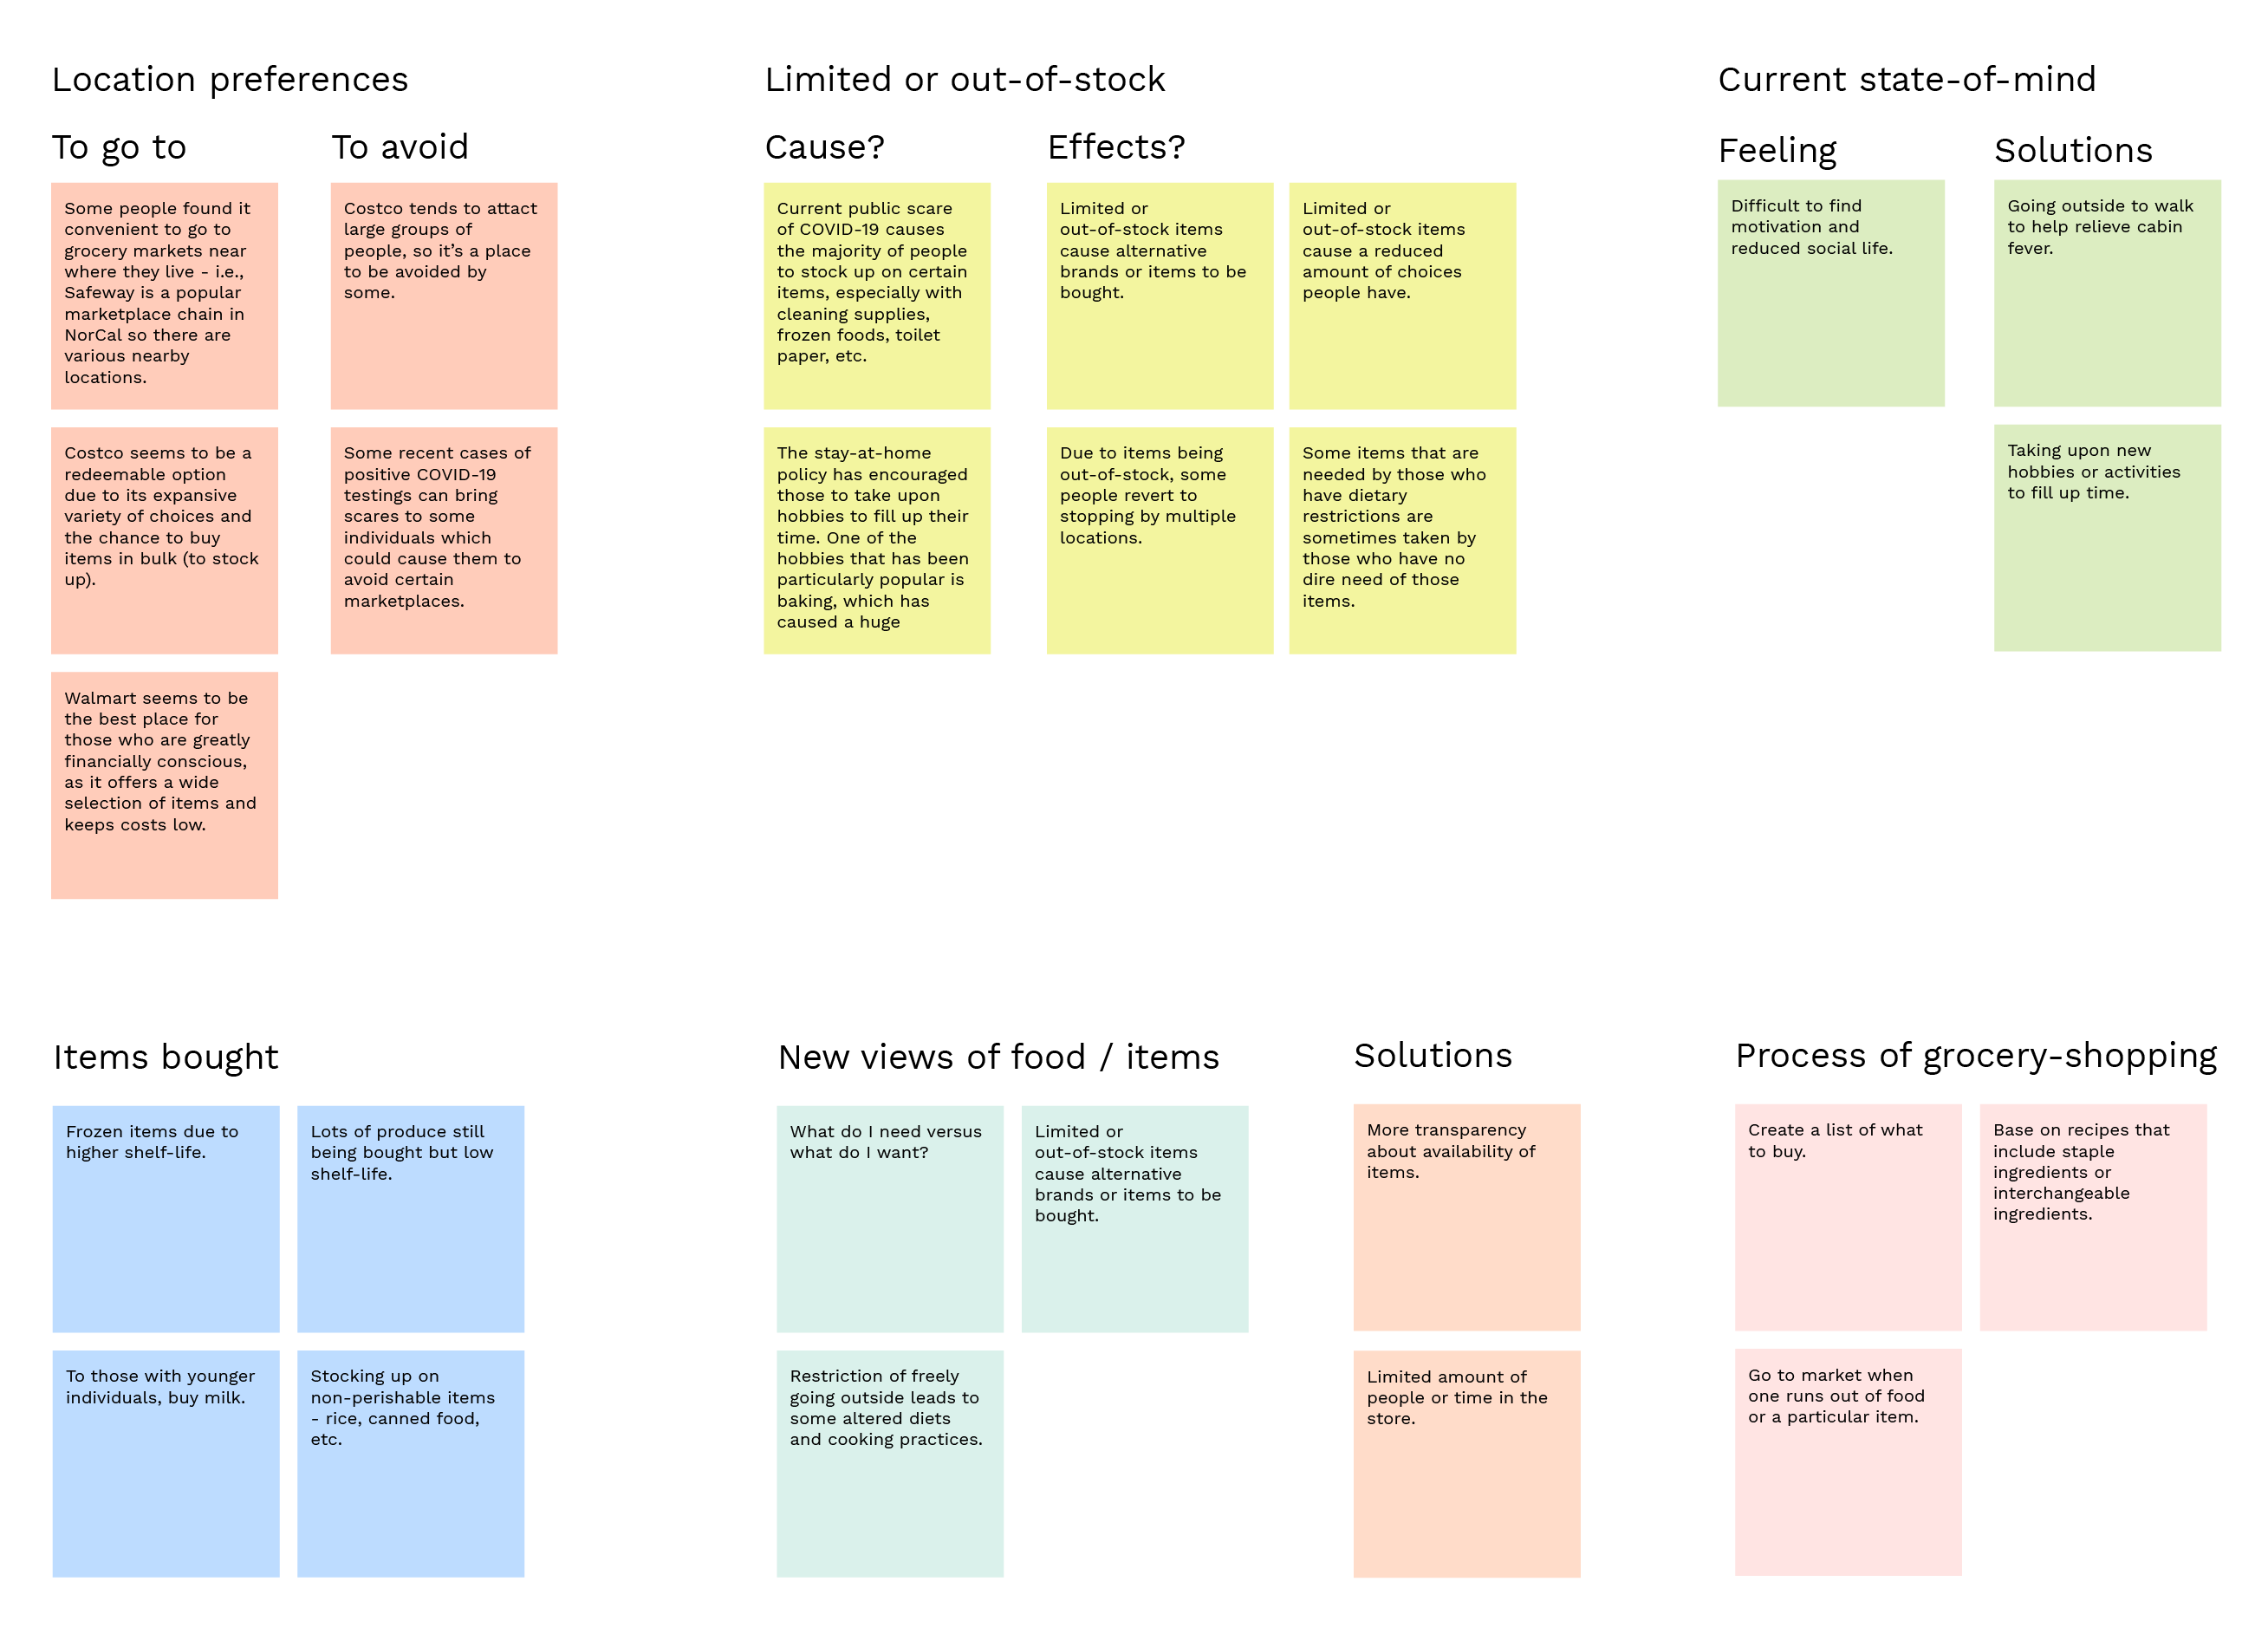 Location preferences
To go to
Some people found it
convenient to go to
grocery markets near
where they live - i.e.,
Safeway is a popular
marketplace chain in
NorCal so there are
various nearby
locations.
Costco seems to be a
redeemable option
due to its expansive
variety of choices and
the chance to buy
items in bulk (to stock
up).
Walmart seems to be
the best place for
those who are greatly
financially conscious,
as it offers a wide
selection of items and
keeps costs low.
To avoid
Costco tends to attact
large groups of
people, so it’s a place
to be avoided by
some.
Some recent cases of
positive COVID-19
testings can bring
scares to some
individuals which
could cause them to
avoid certain
marketplaces.
Limited or out-of-stock
Cause?
Current public scare
of COVID-19 causes
the majority of people
to stock up on certain
items, especially with
cleaning supplies,
frozen foods, toilet
paper, etc.
The stay-at-home
policy has encouraged
those to take upon
hobbies to fill up their
time. One of the
hobbies that has been
particularly popular is
baking, which has
caused a huge
Effects?
Limited or
out-of-stock items
cause alternative
brands or items to be
bought.
Limited or
out-of-stock items
cause a reduced
amount of choices
people have.
Due to items being
out-of-stock, some
people revert to
stopping by multiple
locations.
Some items that are
needed by those who
have dietary
restrictions are
sometimes taken by
those who have no
dire need of those
items.
Current state-of-mind
Feeling
Difficult to find
motivation and
reduced social life.
Solutions
Going outside to walk
to help relieve cabin
fever.
Taking upon new
hobbies or activities
to fill up time.
Items bought
Frozen items due to
higher shelf-life.
Lots of produce still
being bought but low
shelf-life.
To those with younger
individuals, buy milk.
Stocking up on
non-perishable items
- rice, canned food,
etc.
New views of food / items
What do I need versus
what do I want?
Limited or
out-of-stock items
cause alternative
brands or items to be
bought.
Restriction of freely
going outside leads to
some altered diets
and cooking practices.
Solutions
More transparency
about availability of
items.
Limited amount of
people or time in the
store.
Process of grocery-shopping
Create a list of what
to buy.
Base on recipes that
include staple
ingredients or
interchangeable
ingredients.
Go to market when
one runs out of food
or a particular item.